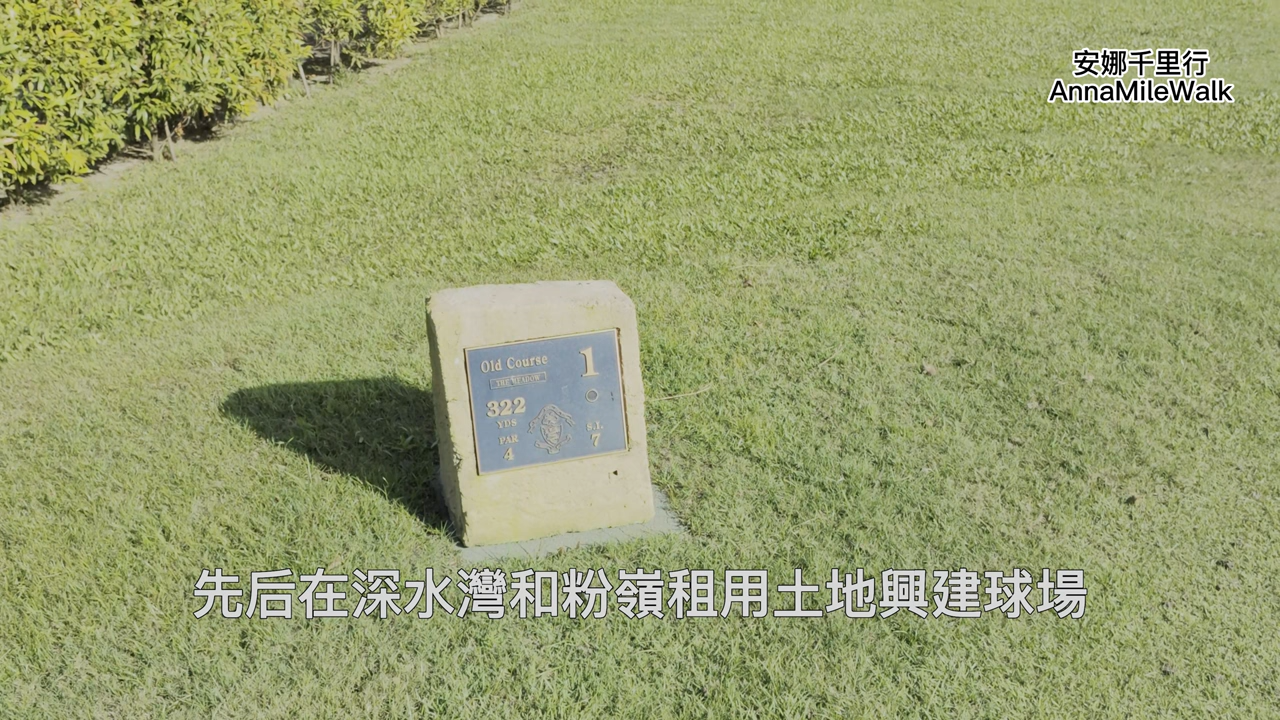 安娜千里行
AnnaMileWalk
Old Course
1
THE MEADOW
322
YDS
PAR
4
S.I.
7
先后在深水灣和粉嶺租用土地興建球場